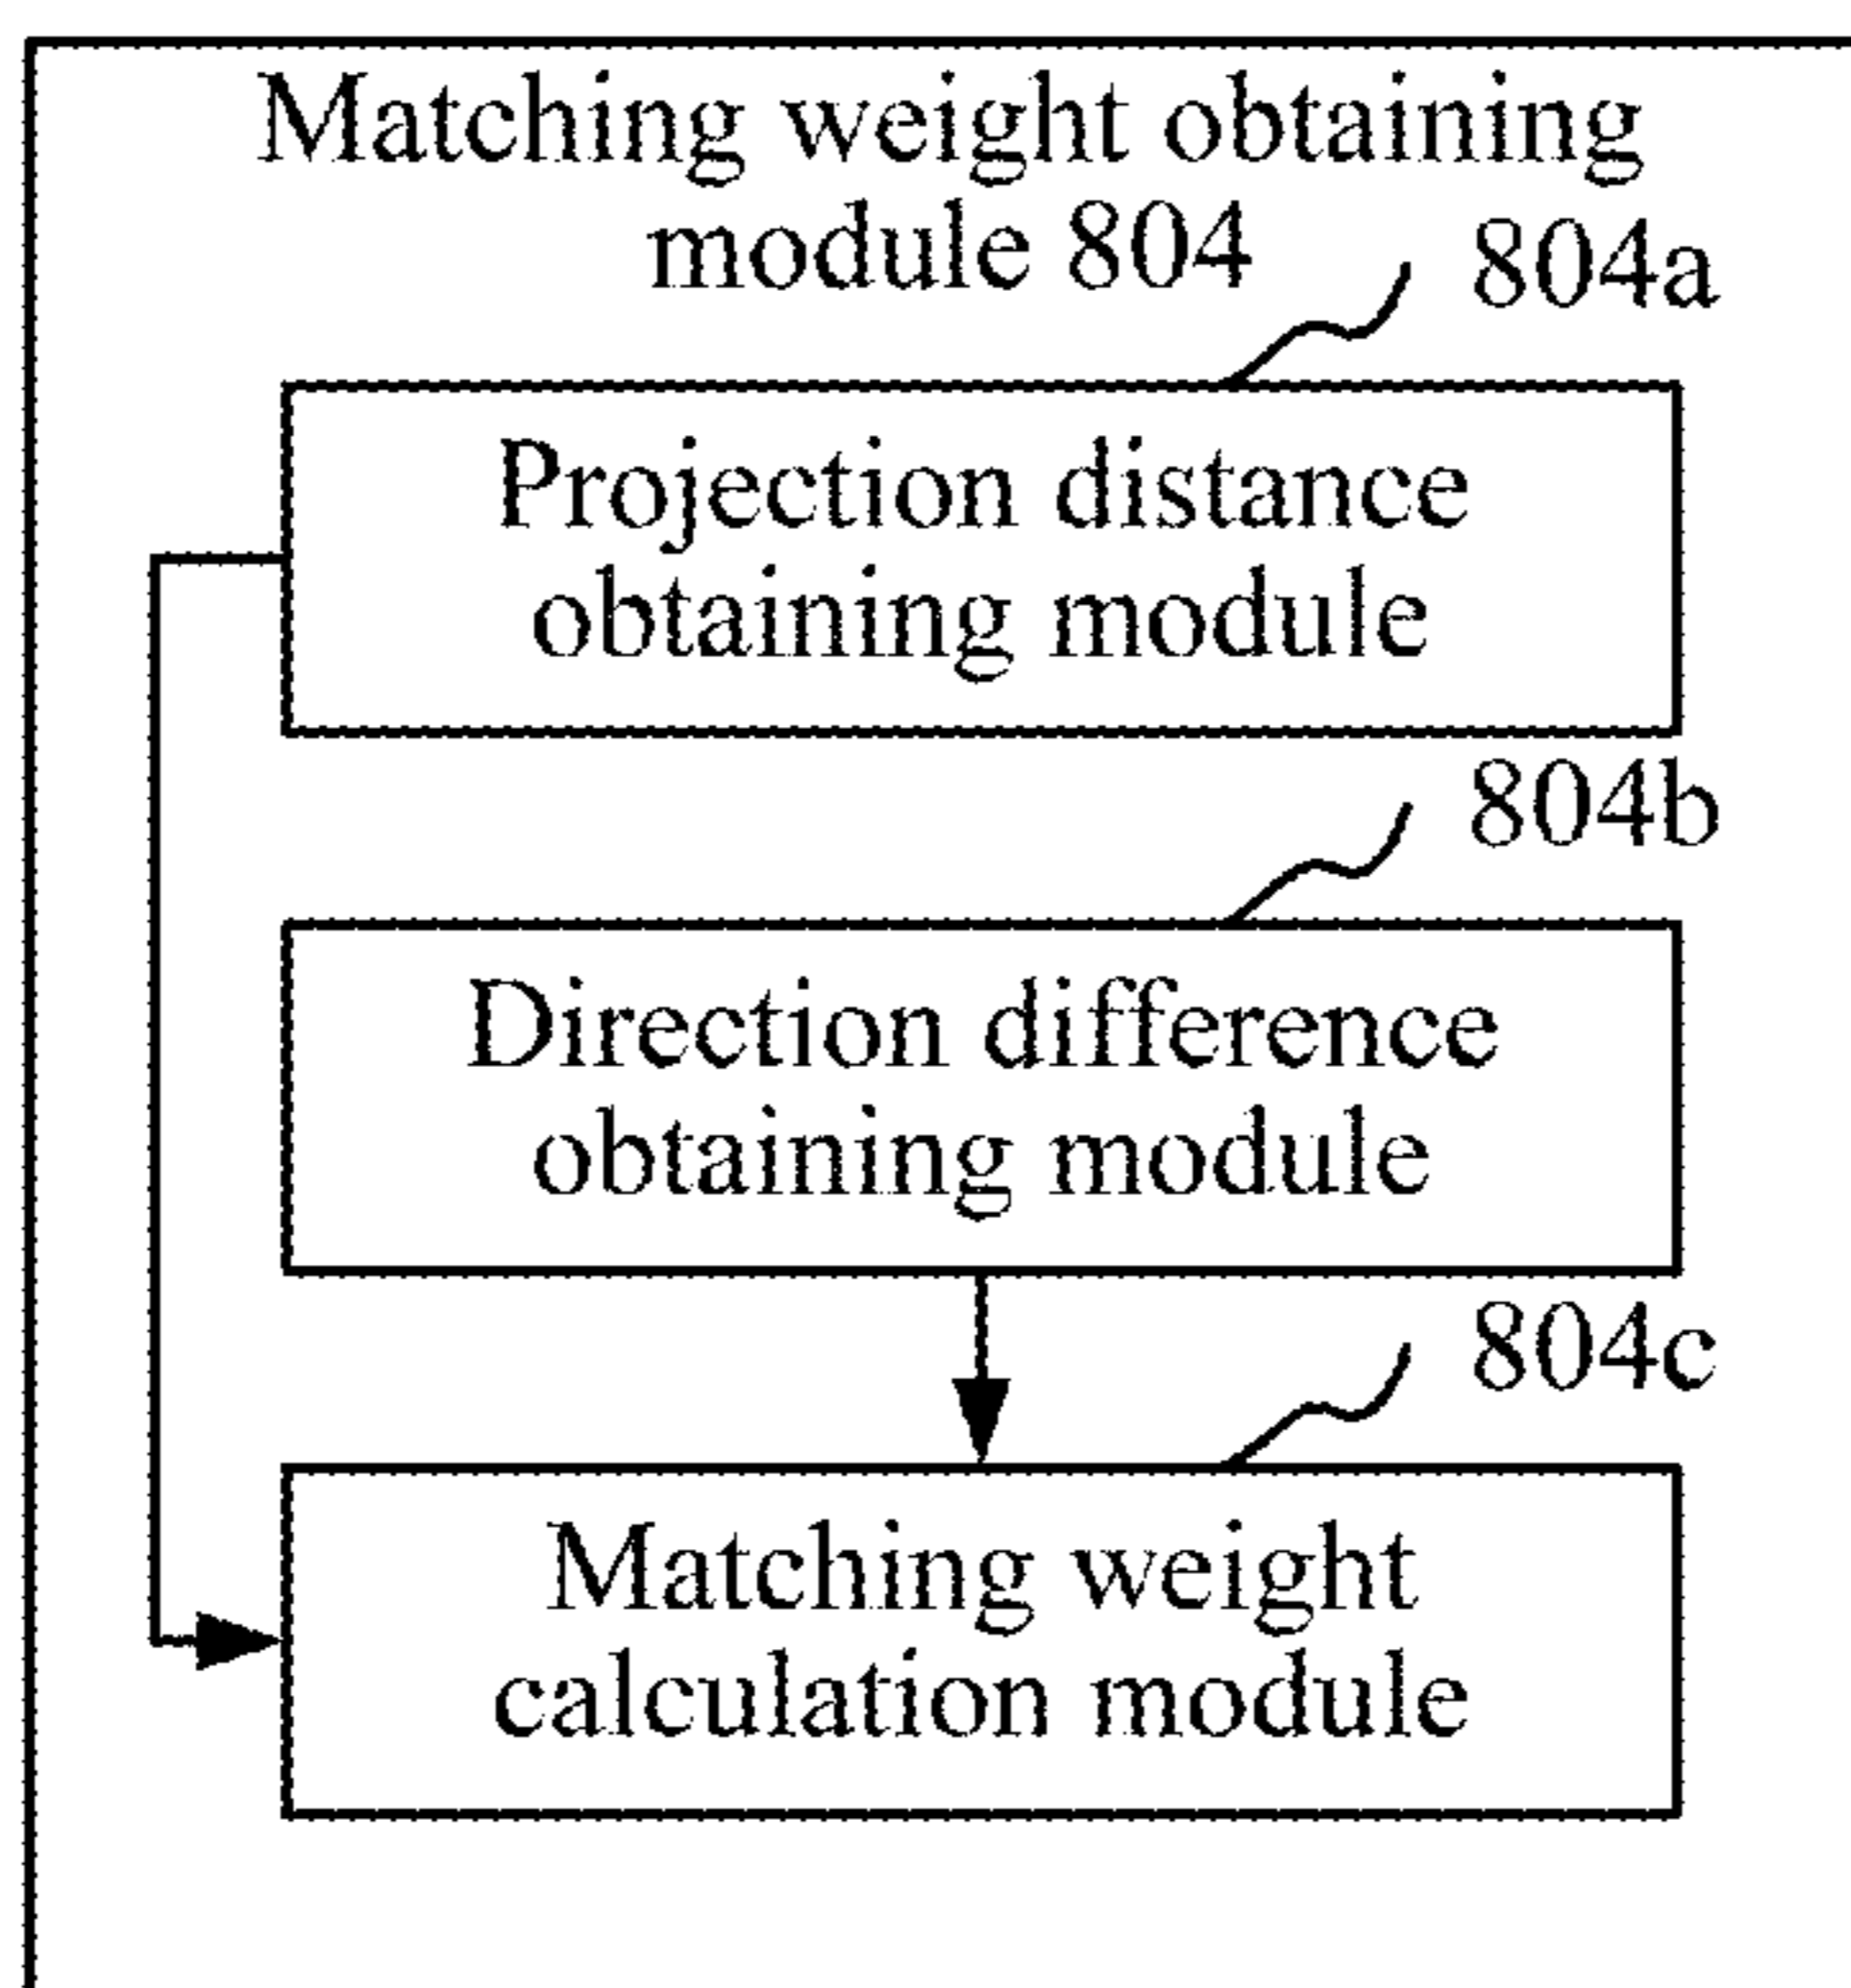 Matching weight obtaining
module 804
804a
Projection distance
obtaining module
804b
Direction difference
obtaining module
804c
Matching weight
calculation module